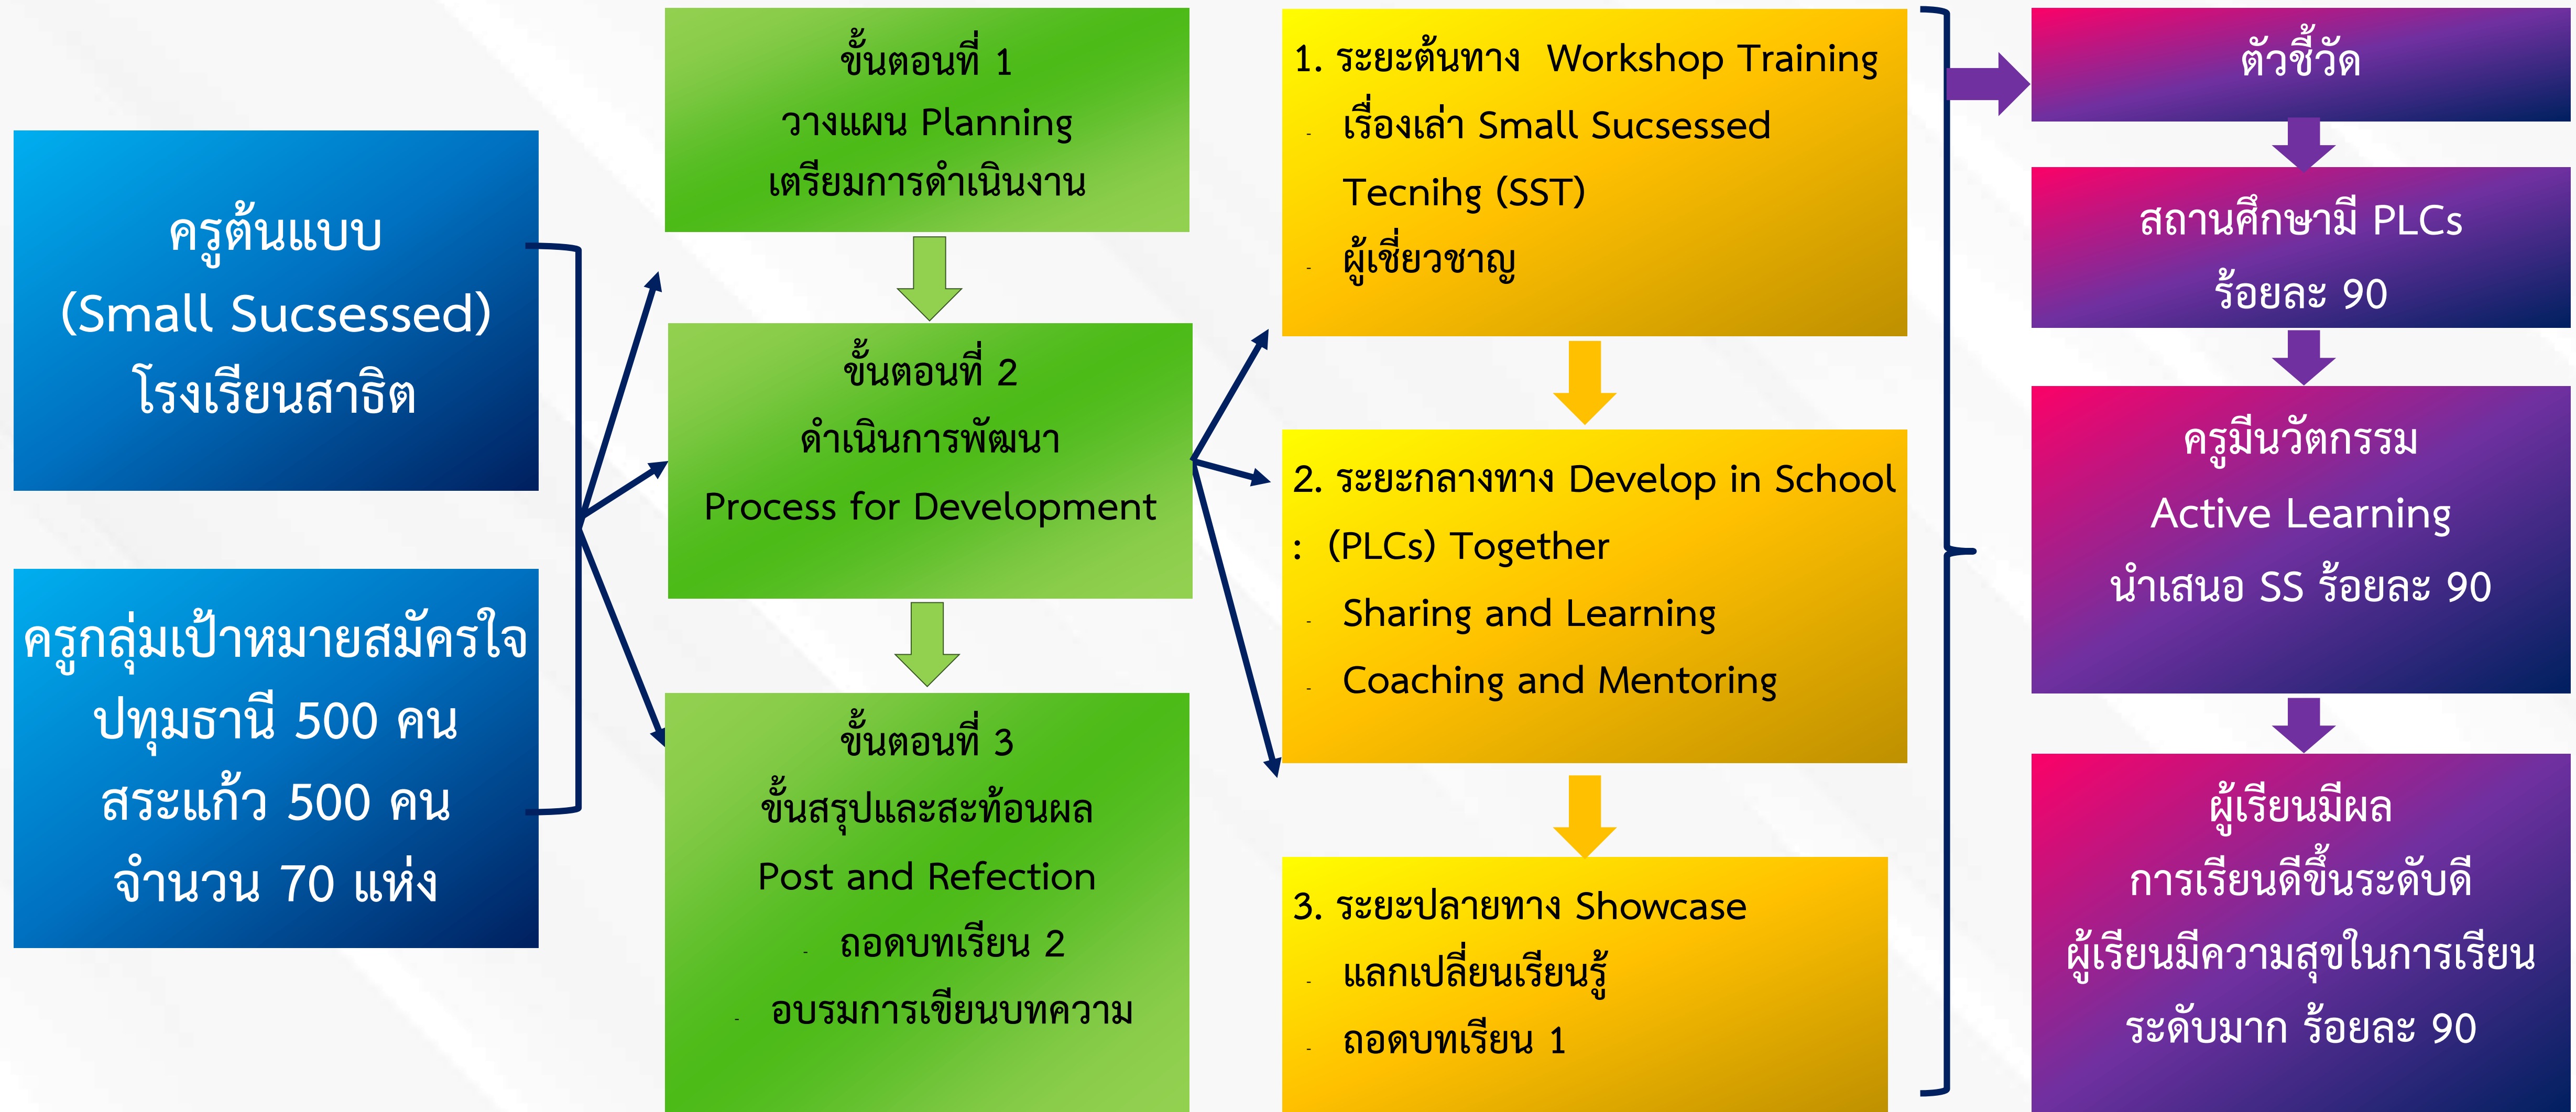 ครูต้นแบบ
(Small Sucsessed)
โรงเรียนสาธิต
ครูกลุ่มเป้าหมายสมัครใจ
ปทุมธานี 500 คน
สระแก้ว 500 คน
จำนวน 70 แห่ง
ขั้นตอนที่ 1
วางแผน Planning
เตรียมการดำเนินงาน
ขั้นตอนที่ 2
ดำเนินการพัฒนา
Process for Development
ขั้นตอนที่ 3
ขั้นสรุปและสะท้อนผล
Post and Refection
- ถอดบทเรียน 2
- อบรมการเขียนบทความ
1. ระยะต้นทาง Workshop Training
- เรื่องเล่า Small Sucsessed
Tecnihg (SST)
- ผู้เชี่ยวชาญ
2. ระยะกลางทาง Develop in School
: (PLCs) Together
- Sharing and Learning
- Coaching and Mentoring
3. ระยะปลายทาง Showcase
- แลกเปลี่ยนเรียนรู้
- ถอดบทเรียน 1
ตัวชี้วัด
สถานศึกษามี PLCs
ร้อยละ 90
ครูมีนวัตกรรม
Active Learning
นำเสนอ SS ร้อยละ 90
ผู้เรียนมีผล
การเรียนดีขึ้นระดับดี
ผู้เรียนมีความสุขในการเรียน
ระดับมาก ร้อยละ 90